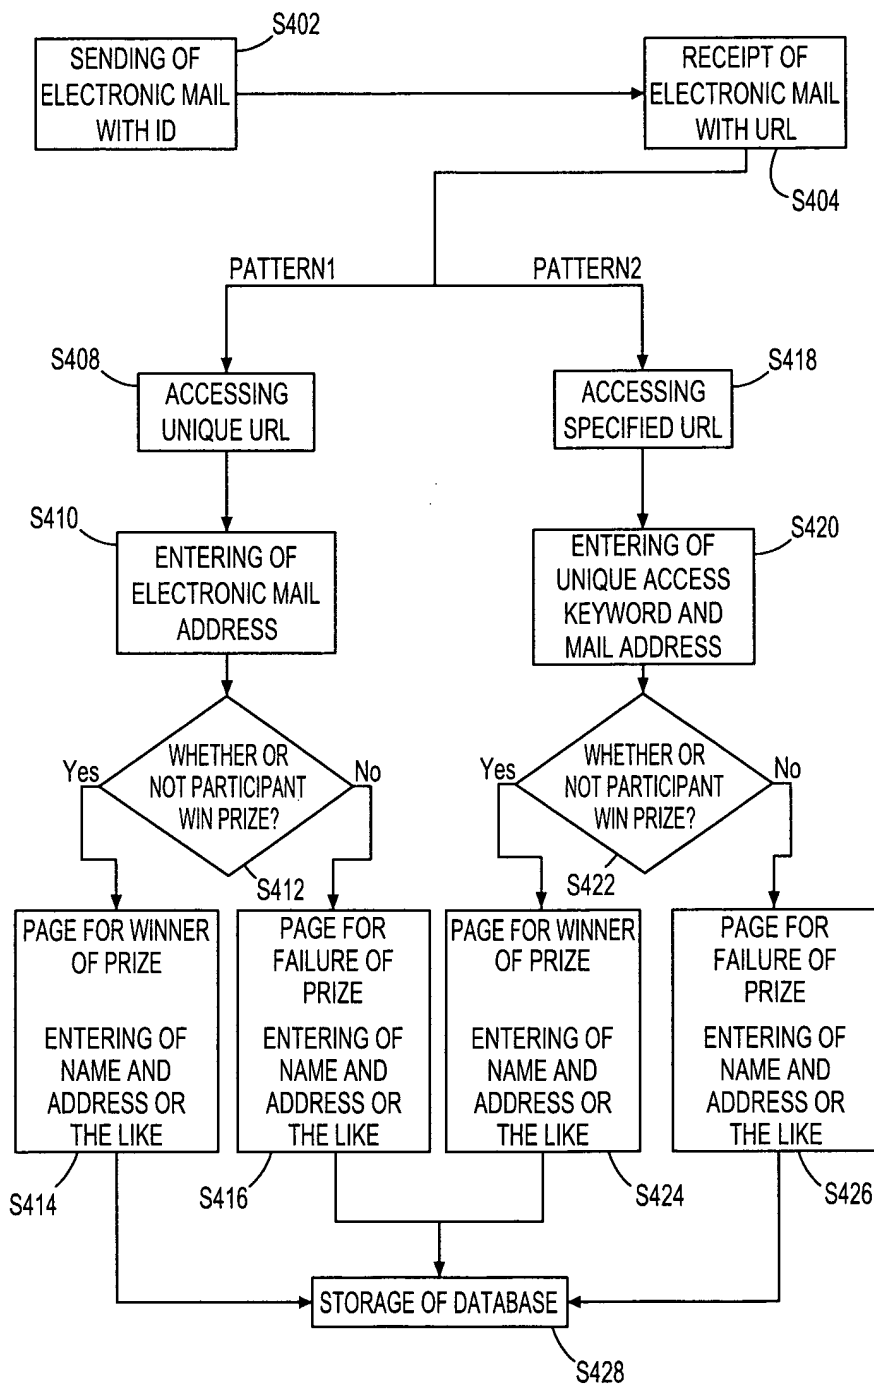 S402
SENDING OF
ELECTRONIC MAIL
WITH ID
RECEIPT OF
ELECTRONIC MAIL
WITH URL
S404
PATTERN1
PATTERN2
S408
ACCESSING
UNIQUE URL
S418
ACCESSING
SPECIFIED URL
S410
ENTERING OF
ELECTRONIC MAIL
ADDRESS
S420
ENTERING OF
UNIQUE ACCESS
KEYWORD AND
MAIL ADDRESS
Yes
WHETHER OR
NOT PARTICIPANT
WIN PRIZE?
No
S412
Yes
WHETHER OR
NOT PARTICIPANT
WIN PRIZE?
No
S422
PAGE FOR WINNER
OF PRIZE
ENTERING OF
NAME AND
ADDRESS OR
THE LIKE
S414
PAGE FOR
FAILURE OF
PRIZE
ENTERING OF
NAME AND
ADDRESS OR
THE LIKE
S416
PAGE FOR WINNER
OF PRIZE
ENTERING OF
NAME AND
ADDRESS OR
THE LIKE
S424
PAGE FOR
FAILURE OF
PRIZE
ENTERING OF
NAME AND
ADDRESS OR
THE LIKE
S426
STORAGE OF DATABASE
S428